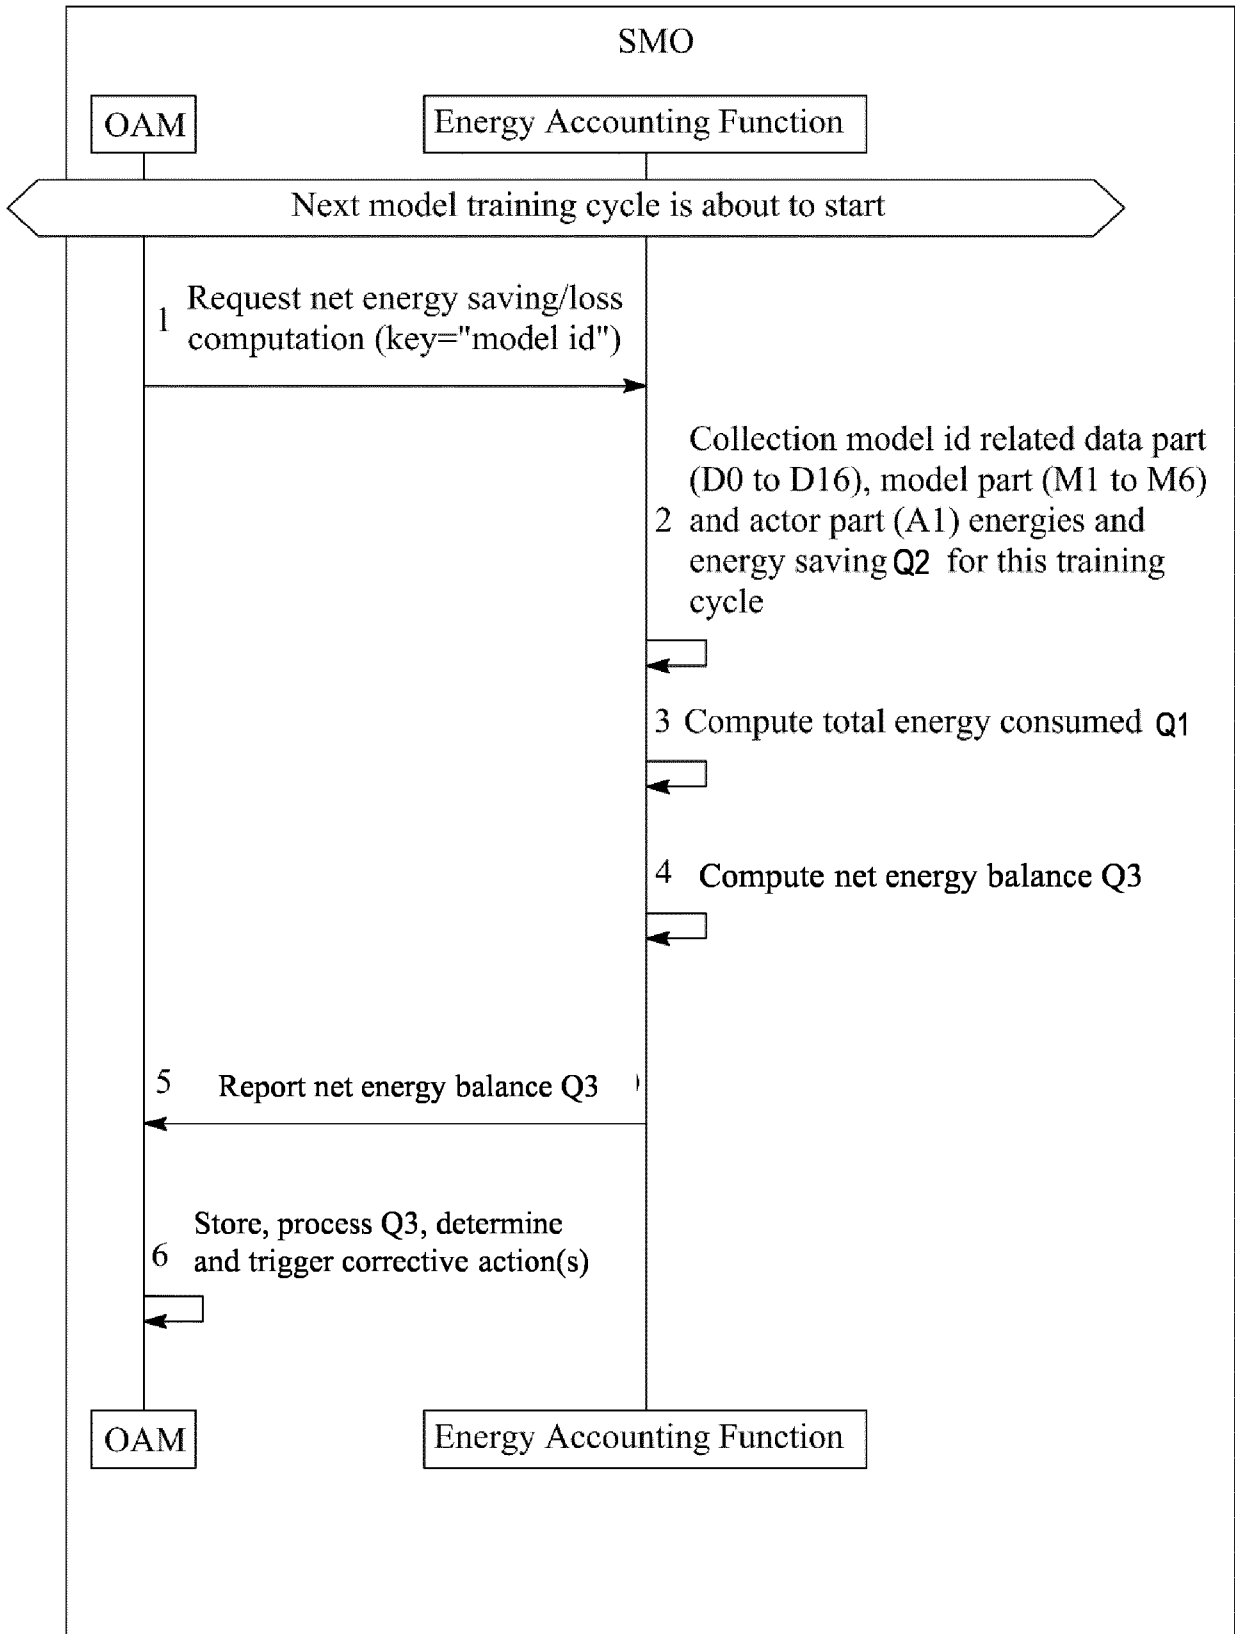 SMO
OAM
Energy Accounting Function
Next model training cycle is about to start
1
Request net energy saving/loss
computation (key="model id")
Collection model id related data part
(D0 to D16), model part (M1 to M6)
2 and actor part (A1) energies and
energy saving Q2 for this training
cycle
3 Compute total energy consumed Q1
4 Compute net energy balance Q3
5 Report net energy balance Q3 )
Store, process Q3, determine
6 and trigger corrective action(s)
OAM
Energy Accounting Function